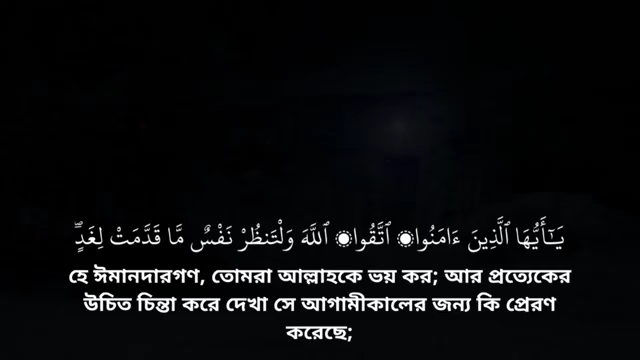 يَـٰٓأَيُّهَا ٱلَّذِينَ ءَامَنُوا۟ ٱتَّقُوا۟ ٱللَّهَ وَلْتَنظُرْ نَفْسٌ مَّا قَدَّمَتْ لِغَدٍۢ ۖ
হে ঈমানদারগণ, তোমরা আল্লাহকে ভয় কর; আর প্রত্যেকের
উচিত চিন্তা করে দেখা সে আগামীকালের জন্য কি প্রেরণ
করেছে;